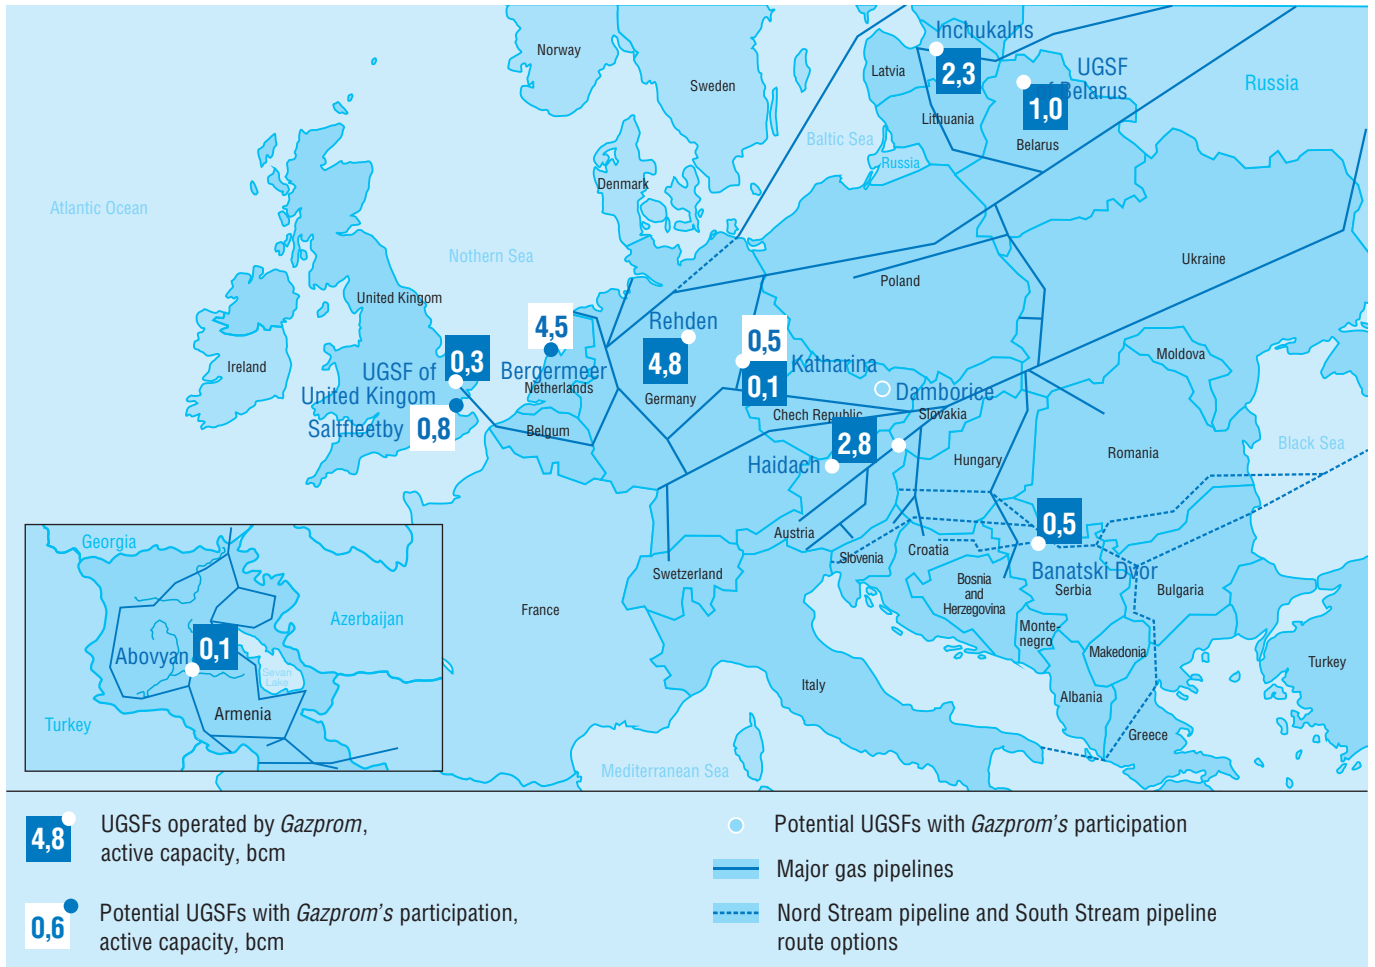 Norway
Sweden
Inchukalns
2,3
Latvia
UGSF
of Belarus
1,0
Russia
Lithuania
Belarus
Baltic Sea
Russia
Denmark
Atlantic Ocean
Nothern Sea
Ukraine
Poland
United Kingom
Ireland
4,5
Bergermeer
Netherlands
Rehden
4,8
Germany
0,5
Katharina
0,1
0,3
UGSF of
United Kingom
Saltfleetby
0,8
Belgum
Damborice
Chech Republic
Slovakia
Moldova
2,8
Haidach
Hungary
Romania
Black Sea
Austria
0,5
Banatski Dvor
Slovenia
Croatia
Swetzerland
France
Bosnia
and
Herzegovina
Serbia
Bulgaria
Monte-
negro
Makedonia
Albania
Italy
Greece
Turkey
Mediterranean Sea
Georgia
Azerbaijan
Abovyan
0,1
Sevan
Lake
Armenia
Turkey
4,8
UGSFs operated by Gazprom,
active capacity, bcm
0,6
Potential UGSFs with Gazprom's participation,
active capacity, bcm
Potential UGSFs with Gazprom's participation
Major gas pipelines
Nord Stream pipeline and South Stream pipeline
route options